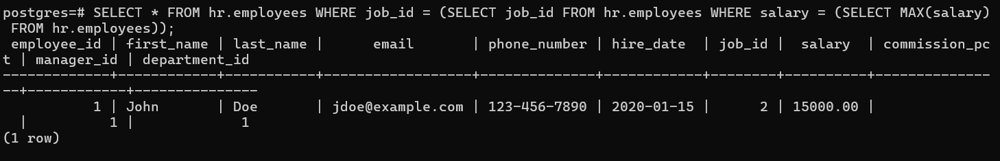 postgres=# SELECT * FROM hr.employees WHERE job_id = (SELECT job_id FROM hr.employees WHERE salary = (SELECT MAX(salary)
 FROM hr.employees));
 employee_id | first_name | last_name |      email       | phone_number | hire_date  | job_id |  salary  | commission_pc
t | manager_id | department_id
-------------+------------+-----------+------------------+--------------+------------+--------+----------+--------------
--+------------+---------------
           1 | John       | Doe       | jdoe@example.com | 123-456-7890 | 2020-01-15 |      2 | 15000.00 |
  |          1 |             1
(1 row)